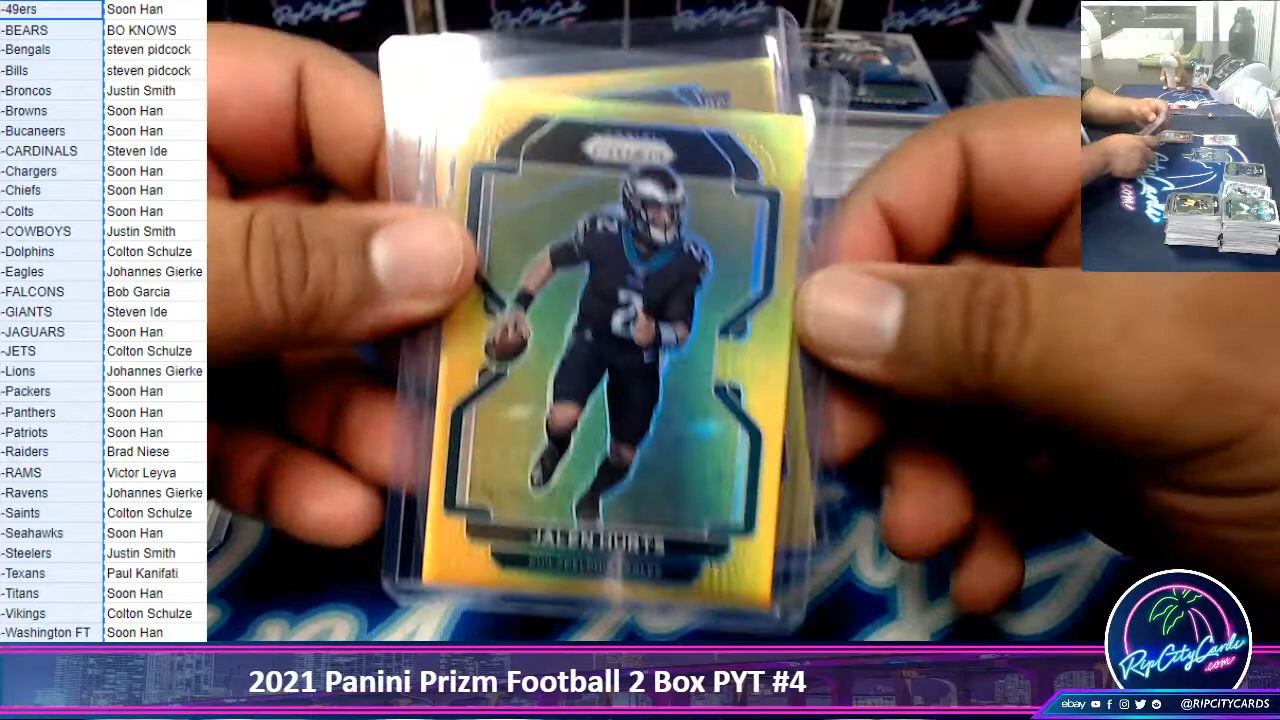 -49ers Soon Han
-BEARS BO KNOWS
-Bengals steven pidcock
-Bills steven pidcock
-Broncos Justin Smith
-Browns Soon Han
-Bucaneers Soon Han
-CARDINALS Steven Ide
-Chargers Soon Han
-Chiefs Soon Han
-Colts Soon Han
-COWBOYS Justin Smith
-Dolphins Colton Schulze
-Eagles Johannes Gierke
-FALCONS Bob Garcia
-GIANTS Steven Ide
-JAGUARS Soon Han
-JETS Colton Schulze
-Lions Johannes Gierke
-Packers Soon Han
-Panthers Soon Han
-Patriots Soon Han
-Raiders Brad Niese
-RAMS Victor Leyva
-Ravens Johannes Gierke
-Saints Colton Schulze
-Seahawks Soon Han
-Steelers Justin Smith
-Texans Paul Kanifati
-Titans Soon Han
-Vikings Colton Schulze
-Washington FT Soon Han
PRIZM
2
JALEN HURTS
PHILADELPHIA EAGLES
2021 Panini Prizm Football 2 Box PYT #4
RipCityCards
.com
ebay @RIPCITYCARDS